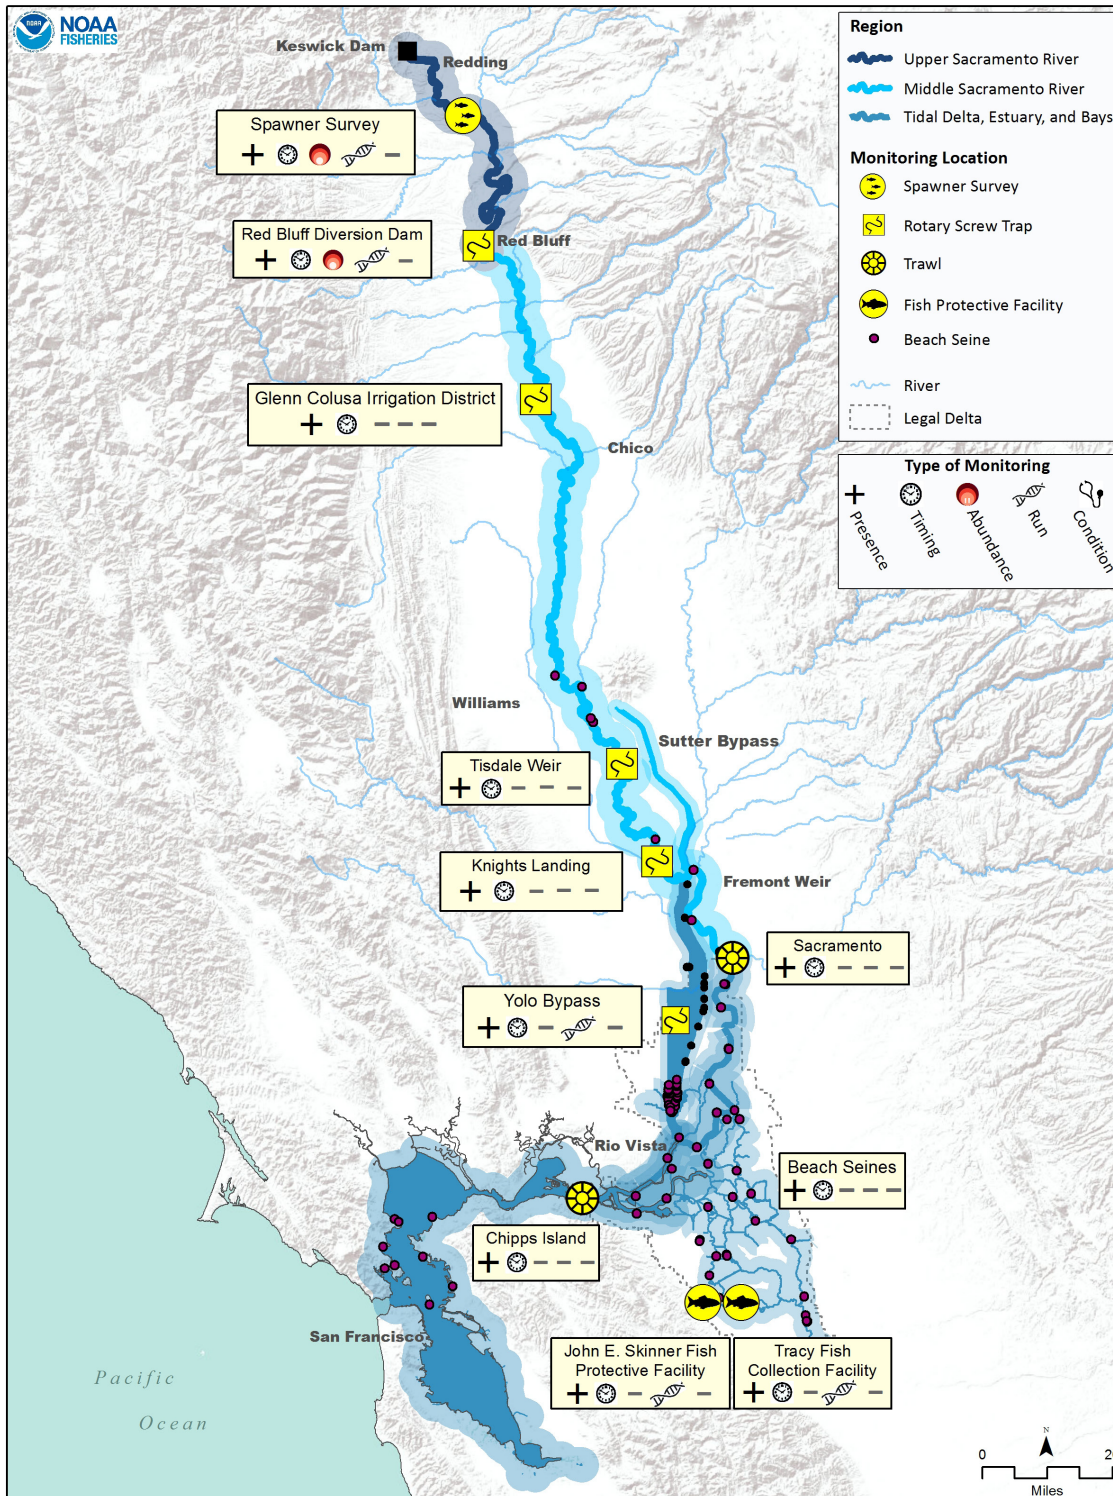 NOAA
NOAA
FISHERIES
Keswick Dam
Redding
Spawner Survey
Red Bluff Diversion Dam
Red Bluff
Glenn Colusa Irrigation District
Chico
Williams
Sutter Bypass
Tisdale Weir
Knights Landing
Fremont Weir
Sacramento
Yolo Bypass
Rio Vista
Beach Seines
Chipps Island
San Francisco
John E. Skinner Fish
Protective Facility
Tracy Fish
Collection Facility
Pacific
Ocean
Region
Upper Sacramento River
Middle Sacramento River
Tidal Delta, Estuary, and Bays
Monitoring Location
Spawner Survey
Rotary Screw Trap
Trawl
Fish Protective Facility
Beach Seine
River
Legal Delta
Type of Monitoring
Presence
Timing
Abundance
Run
Condition
N
0
Miles